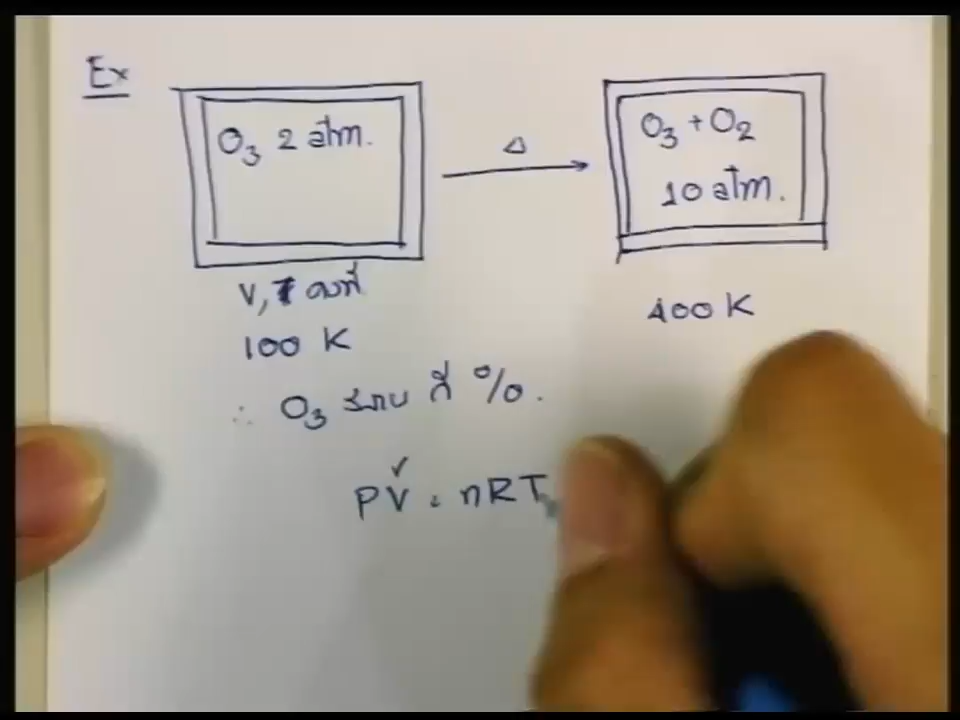 Ex
O₃ 2 atm.
Δ
O₃ + O₂
10 atm.
V, คงที่
100 K
400 K
∴ O₃ สลาย กี่ %.
PV = nRT